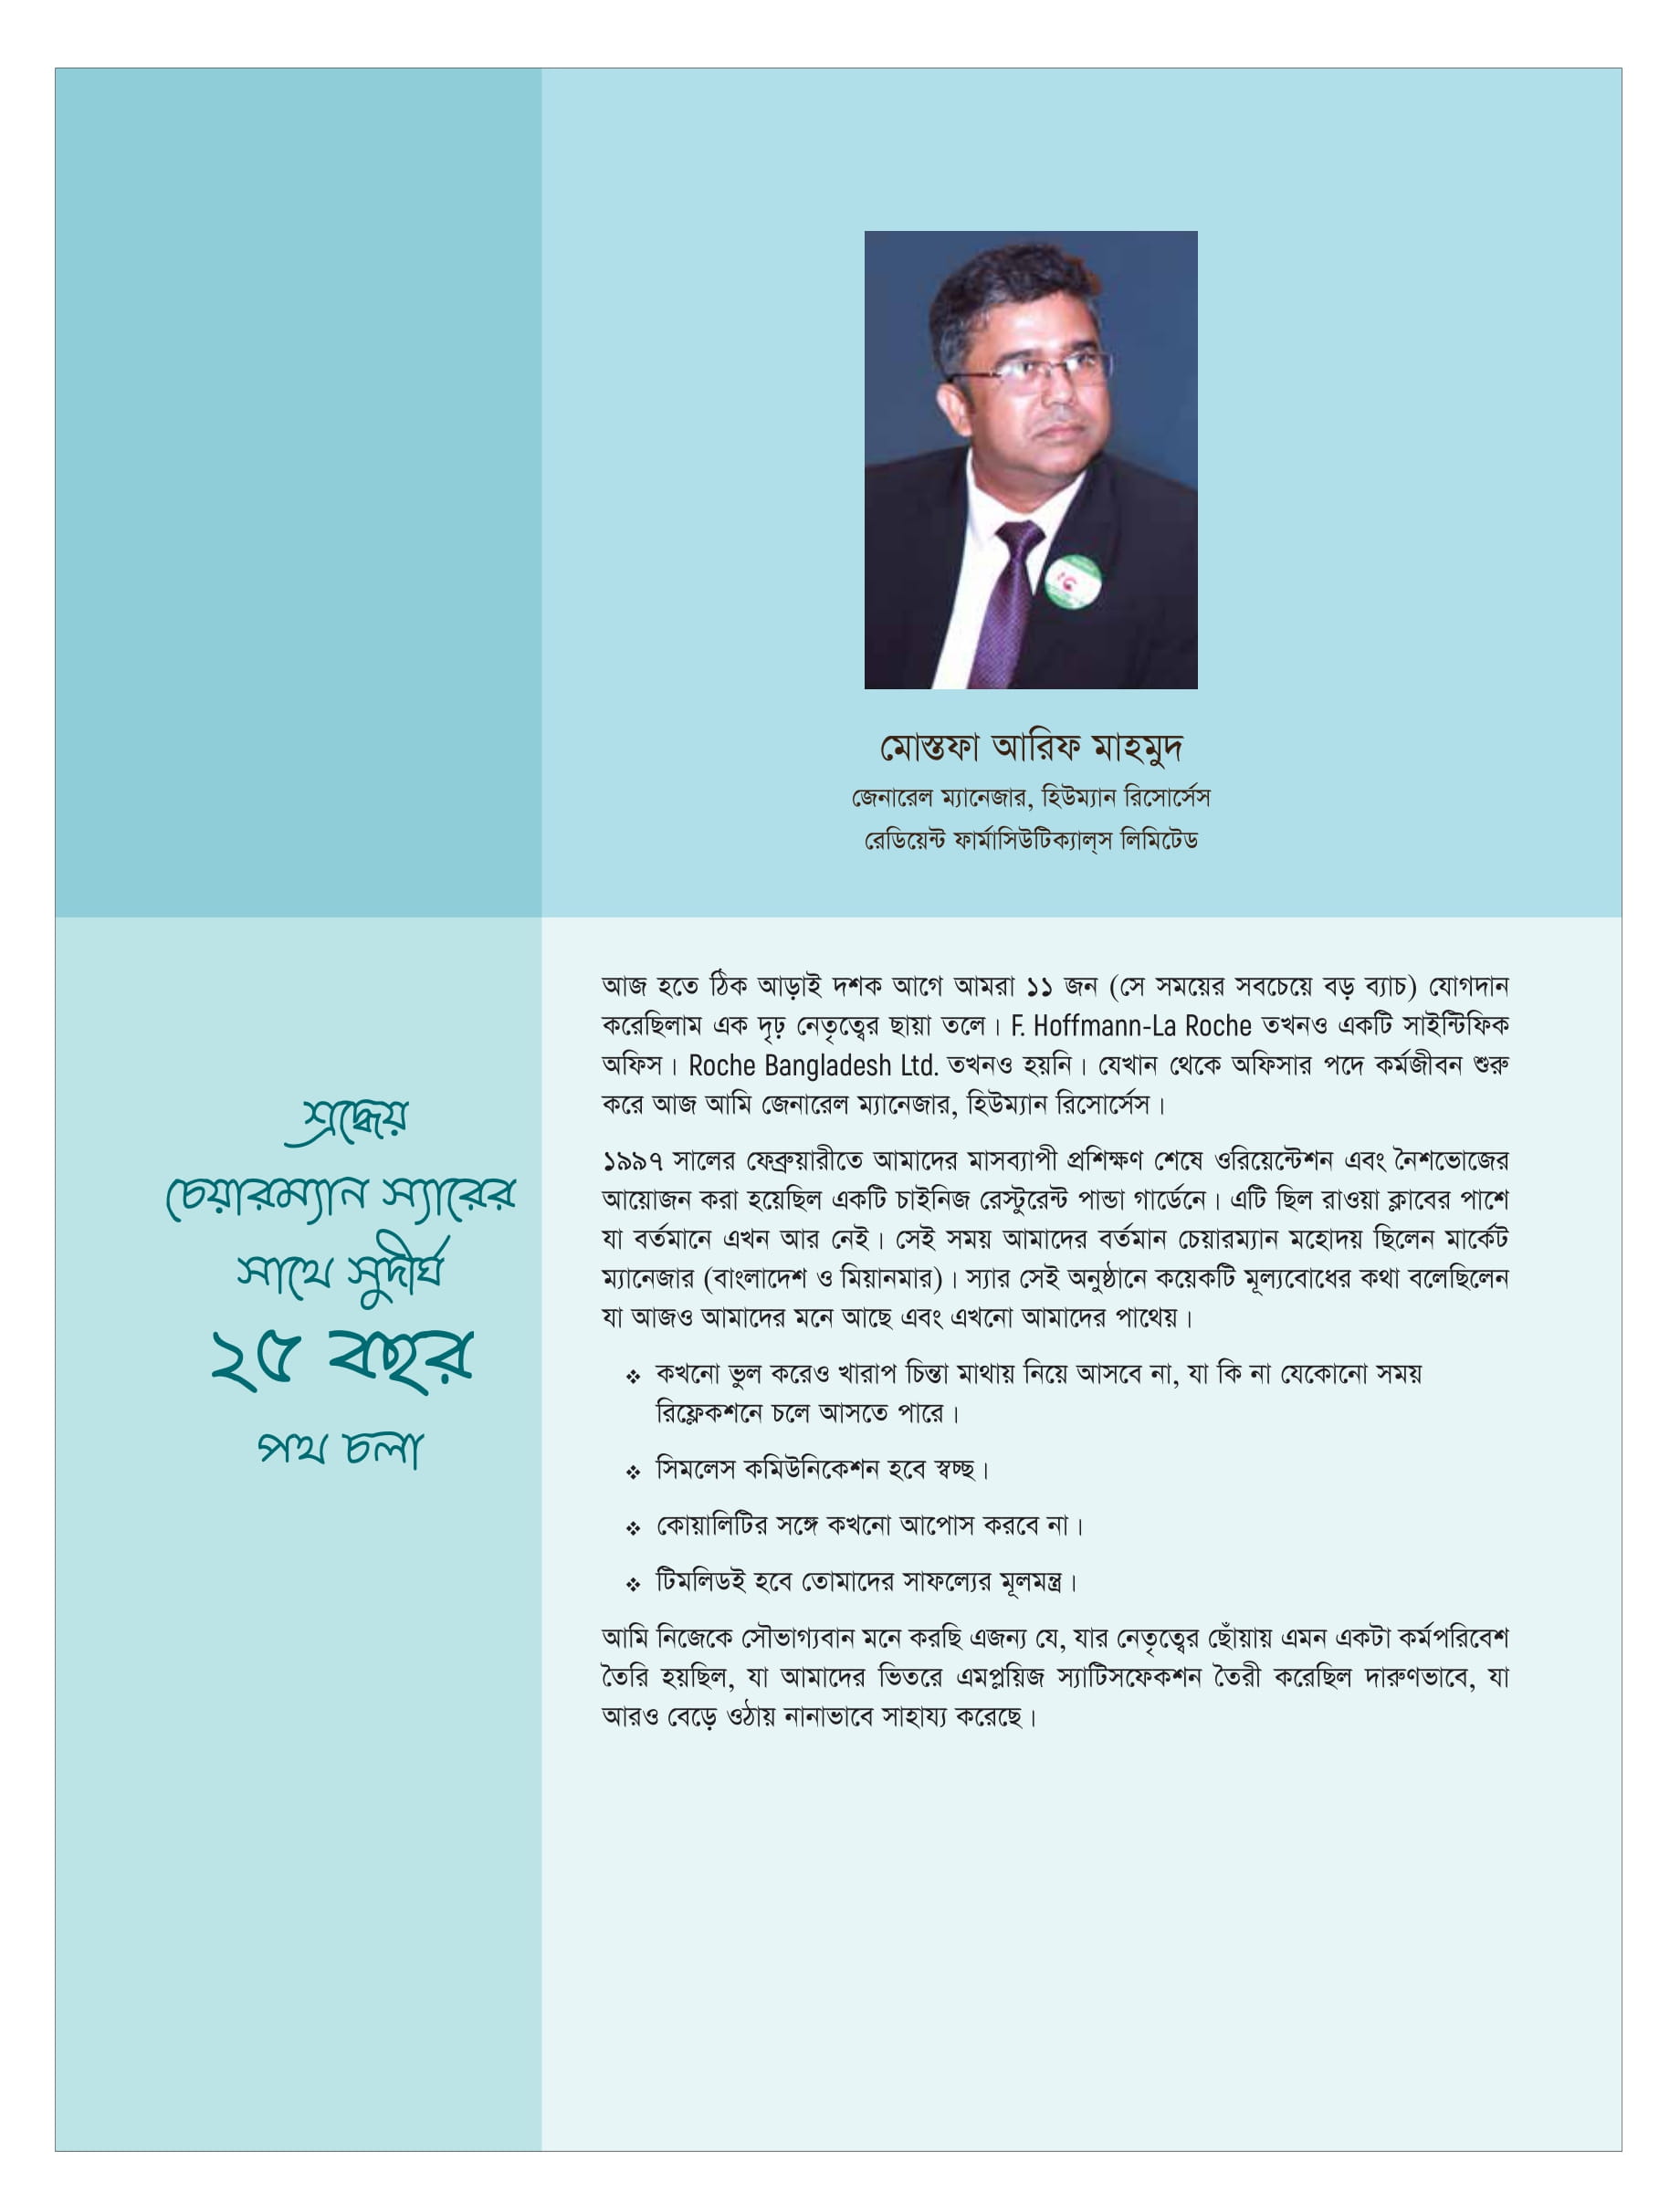 মোস্তফা আরিফ মাহমুদ
জেনারেল ম্যানেজার, হিউম্যান রিসোর্সেস
রেডিয়েন্ট ফার্মাসিউটিক্যাল্‌স লিমিটেড
শ্রদ্ধেয়
চেয়ারম্যান স্যারের
সাথে সুদীর্ঘ
২৫ বছর
পথ চলা
আজ হতে ঠিক আড়াই দশক আগে আমরা ১১ জন (সে সময়ের সবচেয়ে বড় ব্যাচ) যোগদান
করেছিলাম এক দৃঢ় নেতৃত্বের ছায়া তলে। F. Hoffmann-La Roche তখনও একটি সাইন্টিফিক
অফিস। Roche Bangladesh Ltd. তখনও হয়নি। যেখান থেকে অফিসার পদে কর্মজীবন শুরু
করে আজ আমি জেনারেল ম্যানেজার, হিউম্যান রিসোর্সেস।
১৯৯৭ সালের ফেব্রুয়ারীতে আমাদের মাসব্যাপী প্রশিক্ষণ শেষে ওরিয়েন্টেশন এবং নৈশভোজের
আয়োজন করা হয়েছিল একটি চাইনিজ রেস্টুরেন্ট পান্ডা গার্ডেনে। এটি ছিল রাওয়া ক্লাবের পাশে
যা বর্তমানে এখন আর নেই। সেই সময় আমাদের বর্তমান চেয়ারম্যান মহোদয় ছিলেন মার্কেট
ম্যানেজার (বাংলাদেশ ও মিয়ানমার)। স্যার সেই অনুষ্ঠানে কয়েকটি মূল্যবোধের কথা বলেছিলেন
যা আজও আমাদের মনে আছে এবং এখনো আমাদের পাথেয়।
❖ কখনো ভুল করেও খারাপ চিন্তা মাথায় নিয়ে আসবে না, যা কি না যেকোনো সময়
রিফ্লেকশনে চলে আসতে পারে।
❖ সিমলেস কমিউনিকেশন হবে স্বচ্ছ।
❖ কোয়ালিটির সঙ্গে কখনো আপোস করবে না।
❖ টিমলিডই হবে তোমাদের সাফল্যের মূলমন্ত্র।
আমি নিজেকে সৌভাগ্যবান মনে করছি এজন্য যে, যার নেতৃত্বের ছোঁয়ায় এমন একটা কর্মপরিবেশ
তৈরি হয়ছিল, যা আমাদের ভিতরে এমপ্লয়িজ স্যাটিসফেকশন তৈরী করেছিল দারুণভাবে, যা
আরও বেড়ে ওঠায় নানাভাবে সাহায্য করেছে।